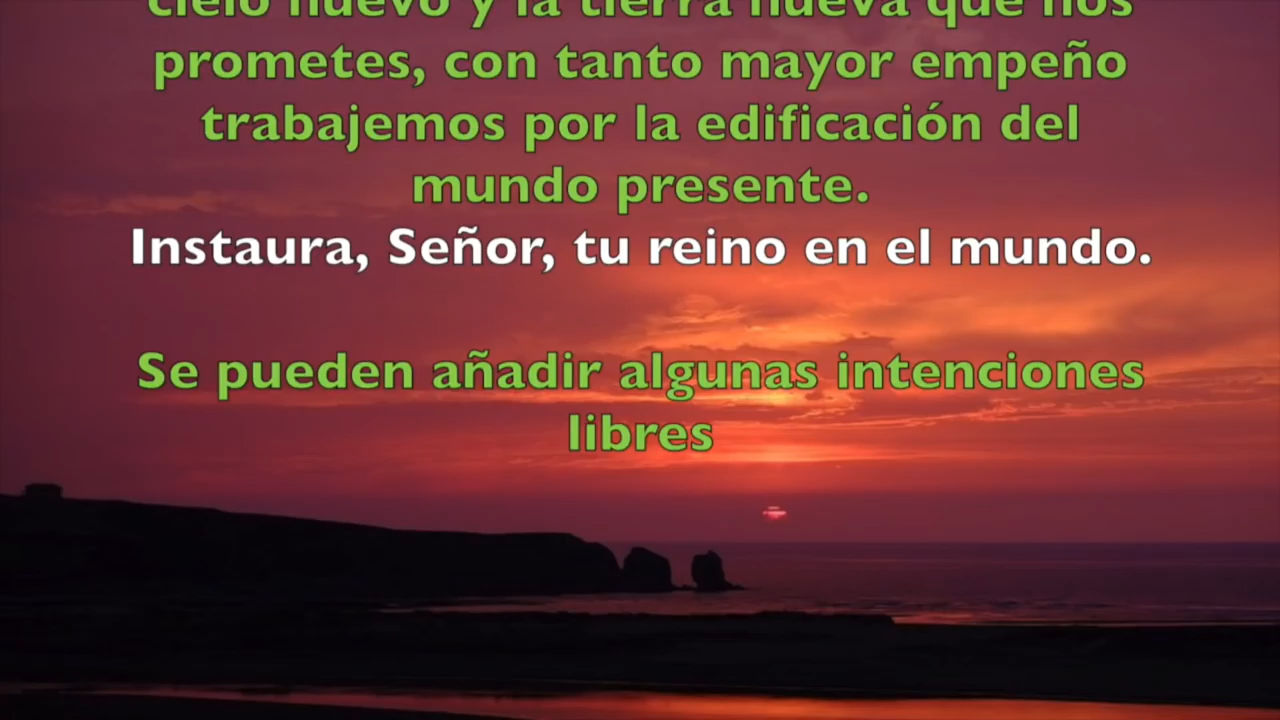 cielo nuevo y la tierra nueva que nos
prometes, con tanto mayor empeño
trabajemos por la edificación del
mundo presente.
Instaura, Señor, tu reino en el mundo.
Se pueden añadir algunas intenciones
libres